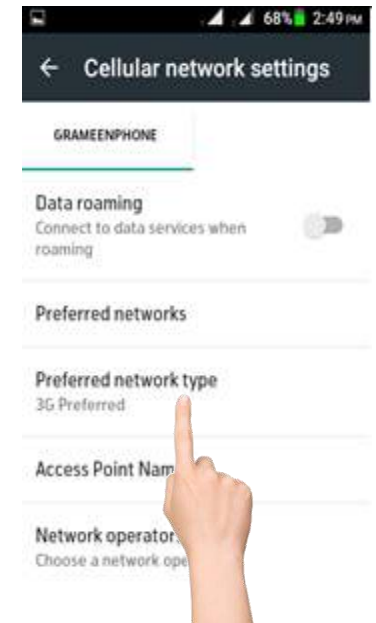 68% 2:49 PM
Cellular network settings
GRAMEENPHONE
Data roaming
Connect to data services when
roaming
Preferred networks
Preferred network type
3G Preferred
Access Point Nam
Network operator
Choose a network ope